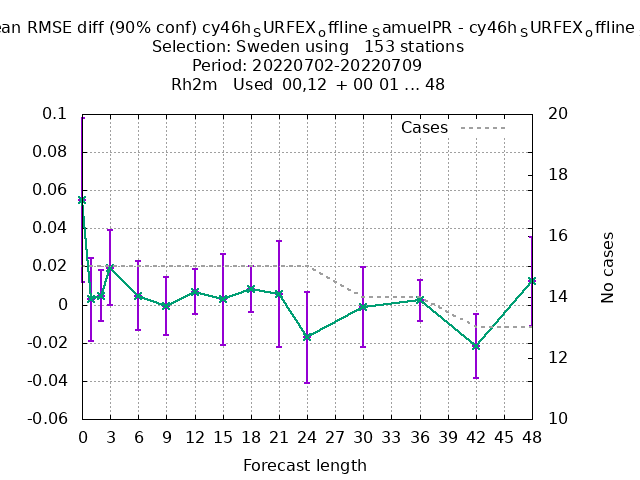 ean RMSE diff (90% conf) cy46h_SURFEX_offline_SamuelPR - cy46h_SURFEX_offline
Selection: Sweden using 153 stations
Period: 20220702-20220709
Rh2m Used 00,12 + 00 01 ... 48
Cases
0.1
0.08
0.06
0.04
0.02
0
-0.02
-0.04
-0.06
20
18
16
14
12
10
No cases
0 3 6 9 12 15 18 21 24 27 30 33 36 39 42 45 48
Forecast length